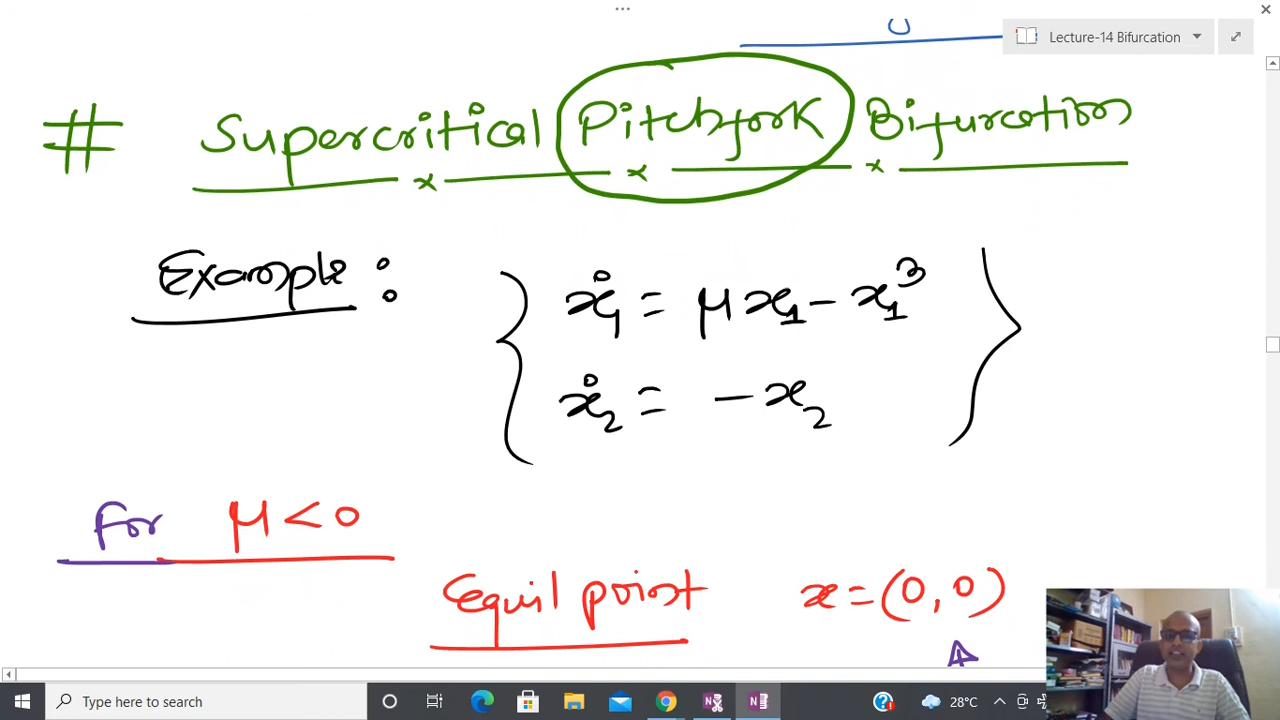 Lecture-14 Bifurcation
# Supercritical Pitchfork Bifurcation
Example : { ẋ₁ = μx₁ - x₁³
ẋ₂ = - x₂ }
For μ < 0
Equil point x = (0, 0)
Type here to search
28°C